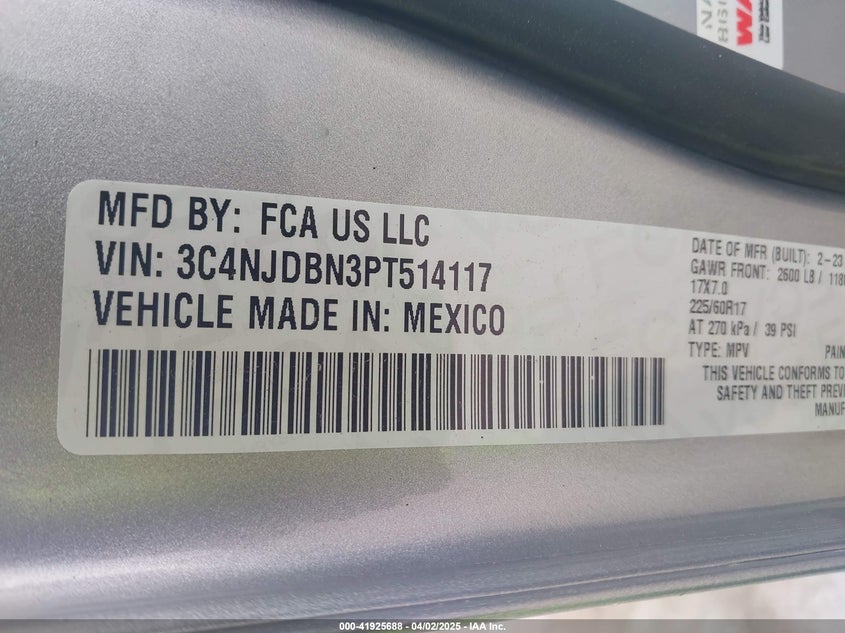 MFD BY: FCA US LLC
VIN: 3C4NJDBN3PT514117
VEHICLE MADE IN: MEXICO
DATE OF MFR (BUILT): 2-23
GAWR FRONT: 2600 LB / 118
17X7.0
225/60R17
AT 270 kPa / 39 PSI
TYPE: MPV PAIN
THIS VEHICLE CONFORMS TO
SAFETY AND THEFT PREV
MANUF
000-41925688 - 04/02/2025 - IAA Inc.